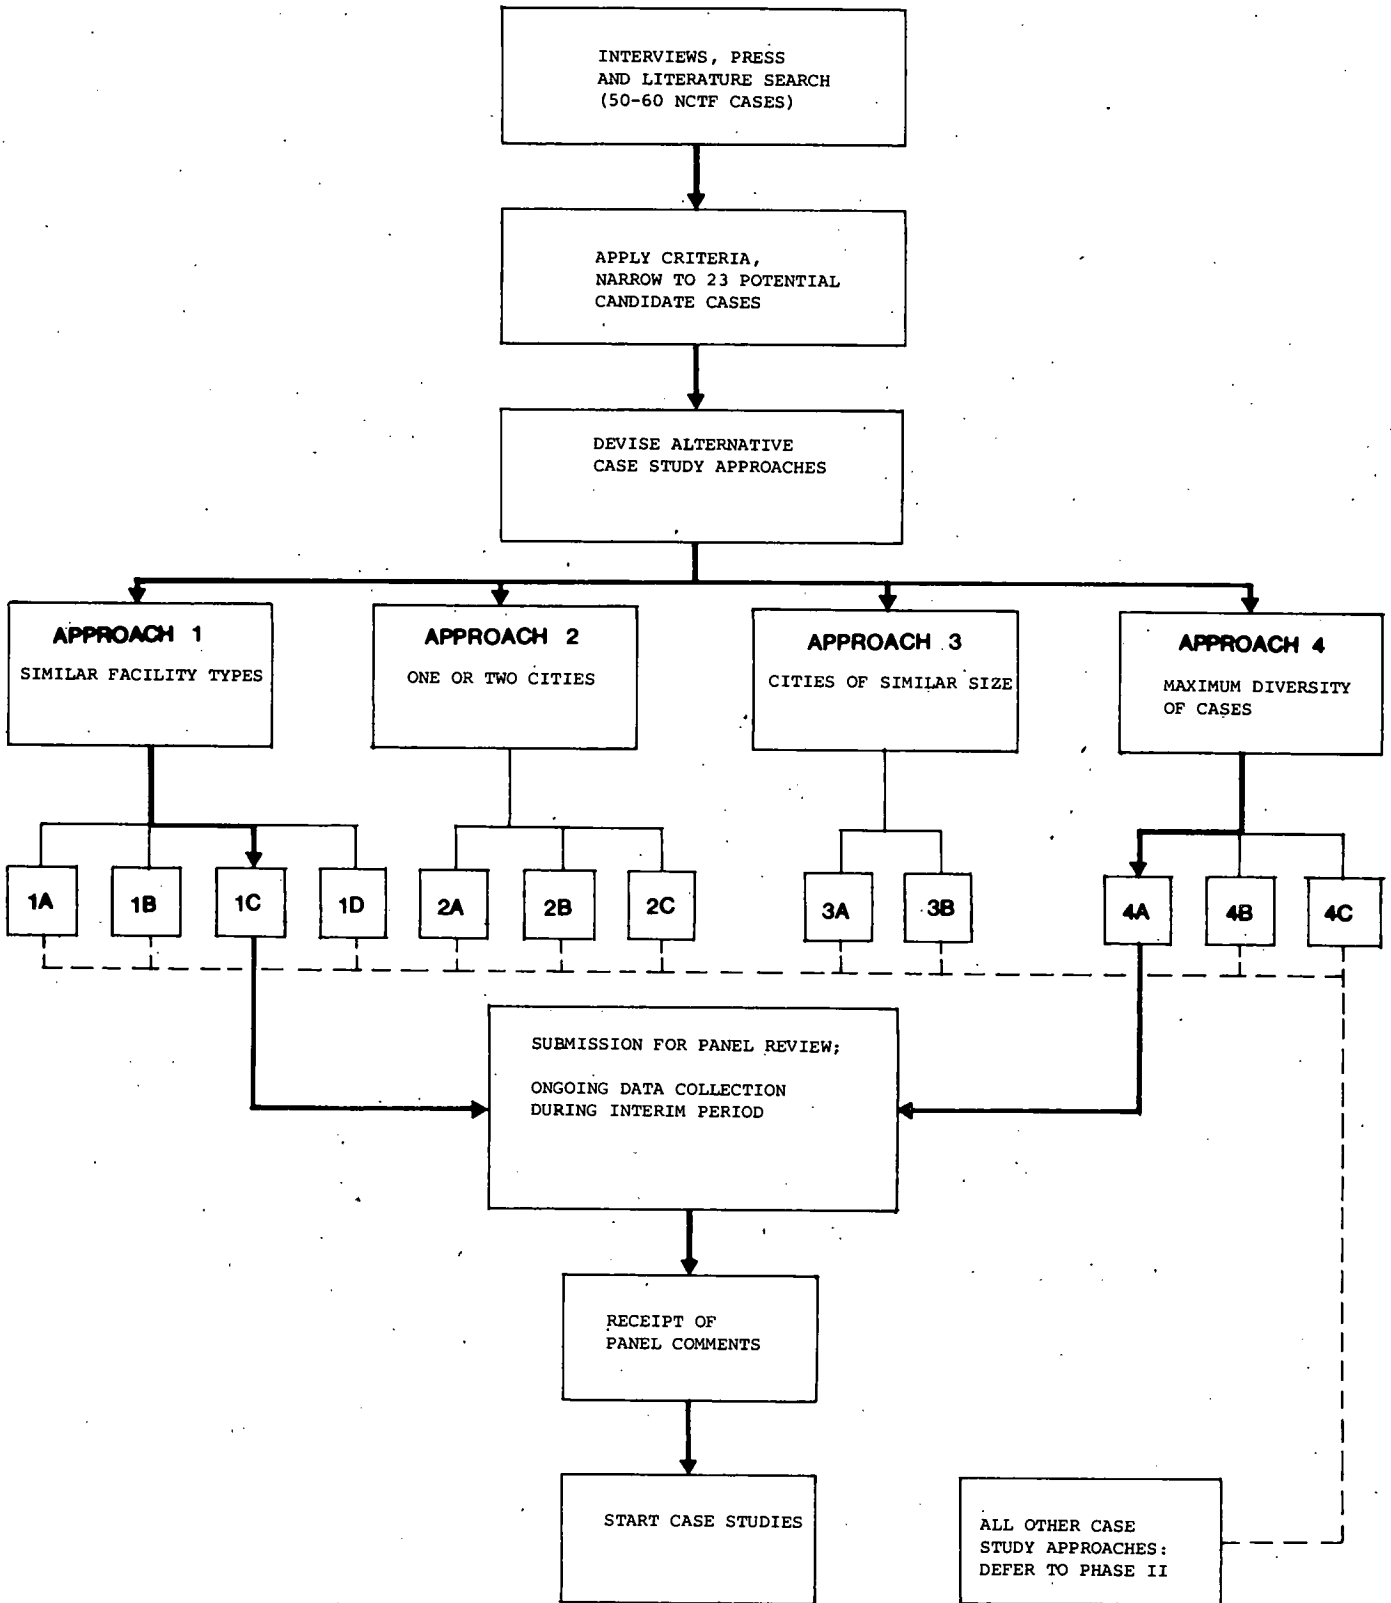 INTERVIEWS, PRESS
AND LITERATURE SEARCH
(50-60 NCTF CASES)
APPLY CRITERIA,
NARROW TO 23 POTENTIAL
CANDIDATE CASES
DEVISE ALTERNATIVE
CASE STUDY APPROACHES
APPROACH 1
SIMILAR FACILITY TYPES
APPROACH 2
ONE OR TWO CITIES
APPROACH 3
CITIES OF SIMILAR SIZE
APPROACH 4
MAXIMUM DIVERSITY
OF CASES
1A
1B
1C
1D
2A
2B
2C
3A
3B
4A
4B
4C
SUBMISSION FOR PANEL REVIEW;
ONGOING DATA COLLECTION
DURING INTERIM PERIOD
RECEIPT OF
PANEL COMMENTS
START CASE STUDIES
ALL OTHER CASE
STUDY APPROACHES:
DEFER TO PHASE II